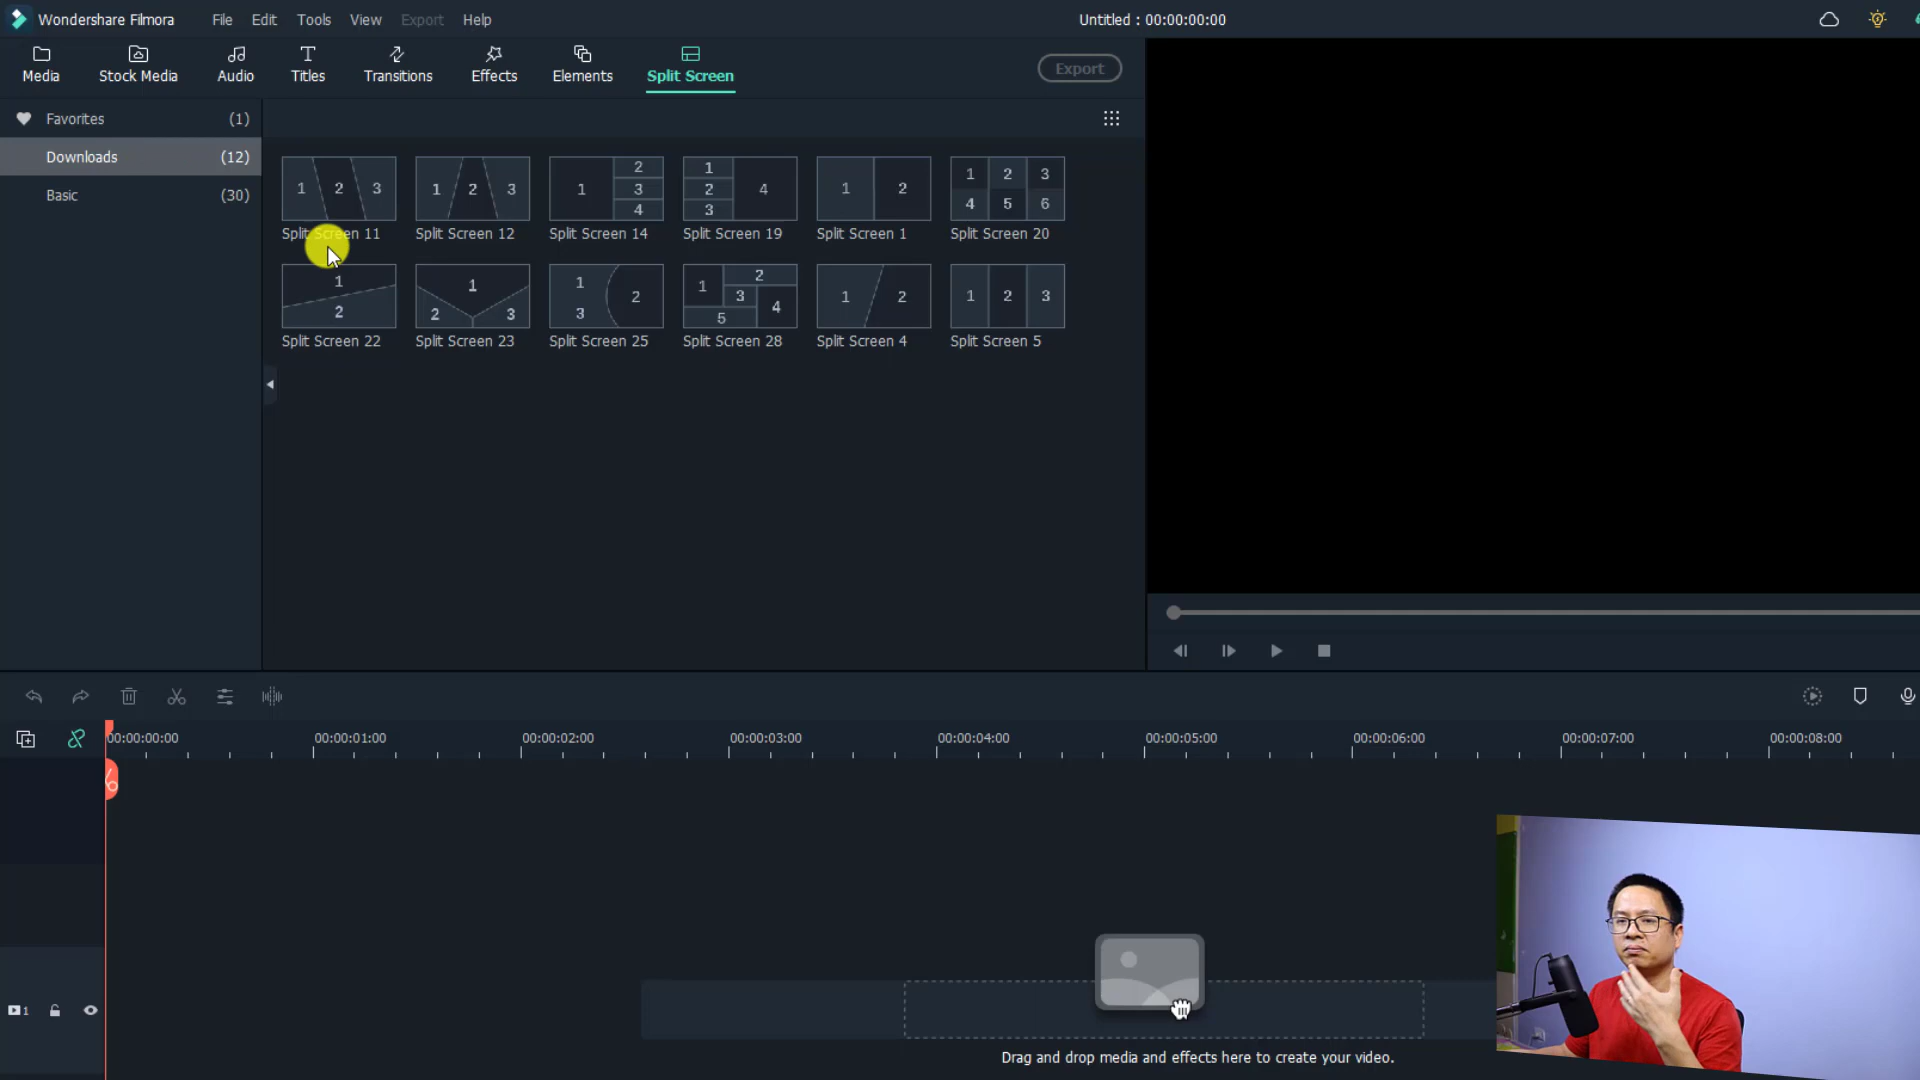 Wondershare Filmora File Edit Tools View Export Help Untitled : 00:00:00:00
Media Stock Media Audio Titles Transitions Effects Elements Split Screen Export
Favorites (1)
Downloads (12)
Basic (30)
1 2 3
1 2 3
1 2 3 4
1 2 3 4
1 2
1 2 3 4 5 6
Split Screen 11 Split Screen 12 Split Screen 14 Split Screen 19 Split Screen 1 Split Screen 20
1 2
1 2 3
1 2 3
1 2 3 4 5
1 2
1 2 3
Split Screen 22 Split Screen 23 Split Screen 25 Split Screen 28 Split Screen 4 Split Screen 5
00:00:00:00 00:00:01:00 00:00:02:00 00:00:03:00 00:00:04:00 00:00:05:00 00:00:06:00 00:00:07:00 00:00:08:00
1
Drag and drop media and effects here to create your video.